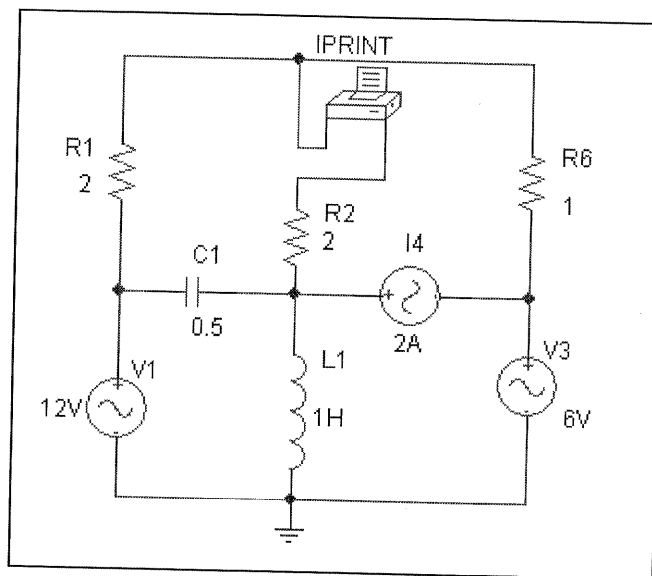 IPRINT
R1
2
R6
1
R2
2
C1
0.5
I4
2A
+
-
L1
1H
V1
12V
+
-
V3
6V
+
-